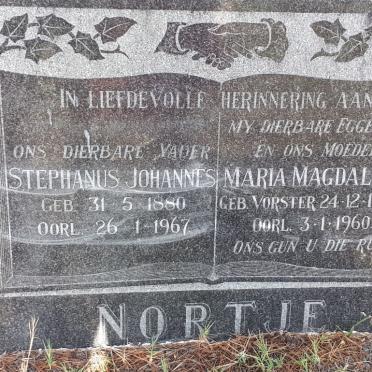 IN LIEFDEVOLLE HERINNERING AAN
ONS DIERBARE VADER
STEPHANUS JOHANNES
GEB. 31·5·1880
OORL. 26·1·1967
MY DIERBARE EGGE
EN ONS MOEDE
MARIA MAGDAL
GEB. VORSTER 24-12-1
OORL. 3-1-1960
ONS GUN U DIE RU
NORTJE